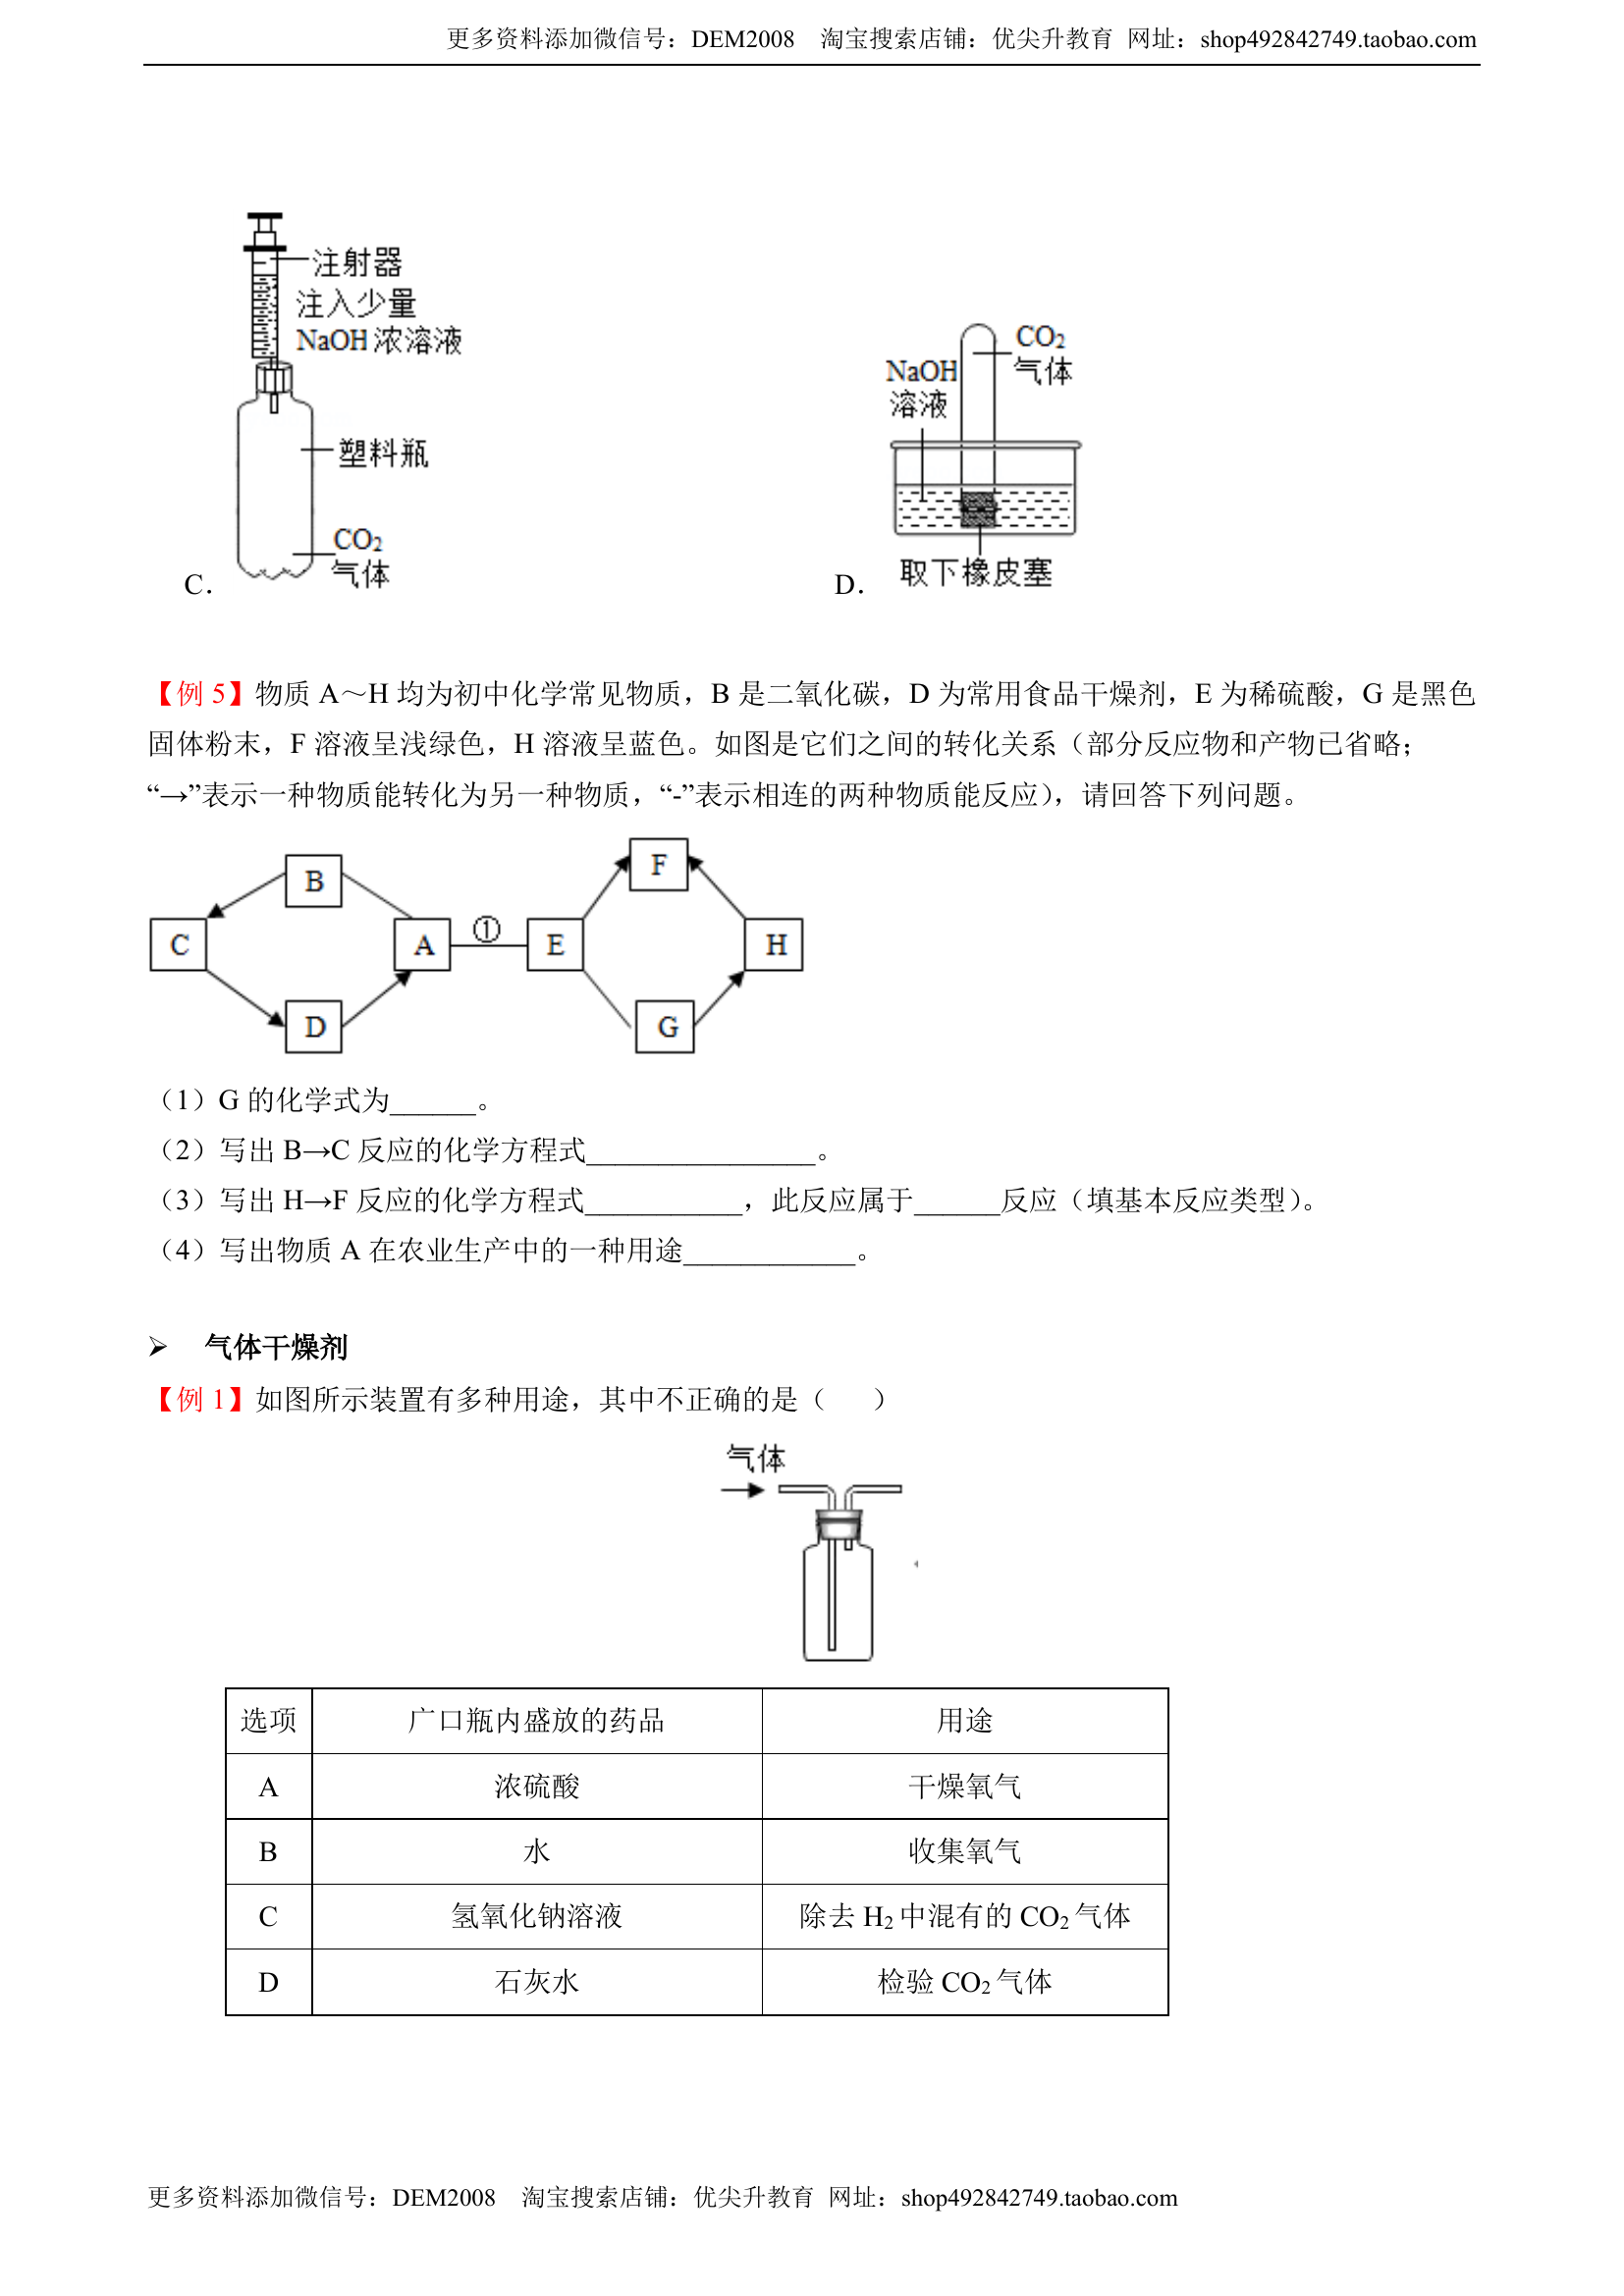 更多资料添加微信号：DEM2008 淘宝搜索店铺：优尖升教育 网址：shop492842749.taobao.com
注射器
注入少量
NaOH浓溶液
塑料瓶
CO₂
气体
C．
CO₂
气体
NaOH
溶液
取下橡皮塞
D．
【例 5】物质 A～H 均为初中化学常见物质，B 是二氧化碳，D 为常用食品干燥剂，E 为稀硫酸，G 是黑色
固体粉末，F 溶液呈浅绿色，H 溶液呈蓝色。如图是它们之间的转化关系（部分反应物和产物已省略；
“→”表示一种物质能转化为另一种物质，“-”表示相连的两种物质能反应），请回答下列问题。
B F
C A ① E H
D G
（1）G 的化学式为______。
（2）写出 B→C 反应的化学方程式________________。
（3）写出 H→F 反应的化学方程式___________，此反应属于______反应（填基本反应类型）。
（4）写出物质 A 在农业生产中的一种用途____________。
➢ 气体干燥剂
【例 1】如图所示装置有多种用途，其中不正确的是（ ）
气体
选项 广口瓶内盛放的药品 用途
A 浓硫酸 干燥氧气
B 水 收集氧气
C 氢氧化钠溶液 除去 H₂中混有的 CO₂气体
D 石灰水 检验 CO₂气体
更多资料添加微信号：DEM2008 淘宝搜索店铺：优尖升教育 网址：shop492842749.taobao.com